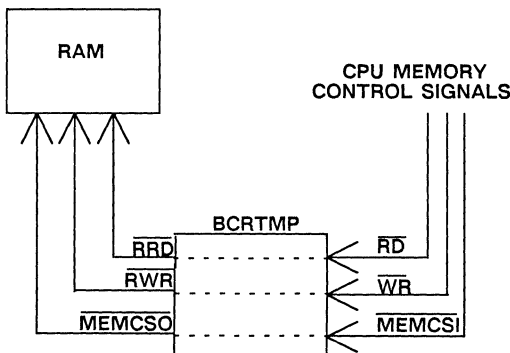 RAM
CPU MEMORY
CONTROL SIGNALS
BCRTMP
RRD
RD
RWR
WR
MEMCSO
MEMCSI